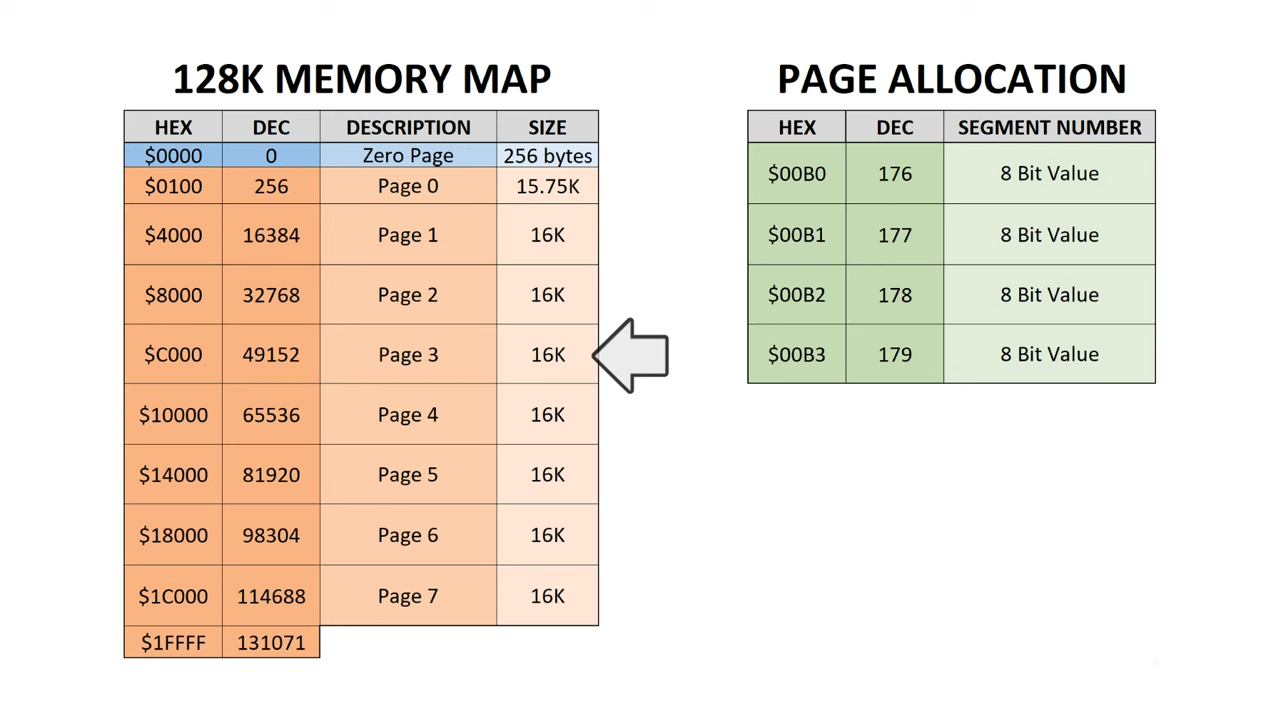 128K MEMORY MAP
HEX DEC DESCRIPTION SIZE
$0000 0 Zero Page 256 bytes
$0100 256 Page 0 15.75K
$4000 16384 Page 1 16K
$8000 32768 Page 2 16K
$C000 49152 Page 3 16K
$10000 65536 Page 4 16K
$14000 81920 Page 5 16K
$18000 98304 Page 6 16K
$1C000 114688 Page 7 16K
$1FFFF 131071
PAGE ALLOCATION
HEX DEC SEGMENT NUMBER
$00B0 176 8 Bit Value
$00B1 177 8 Bit Value
$00B2 178 8 Bit Value
$00B3 179 8 Bit Value